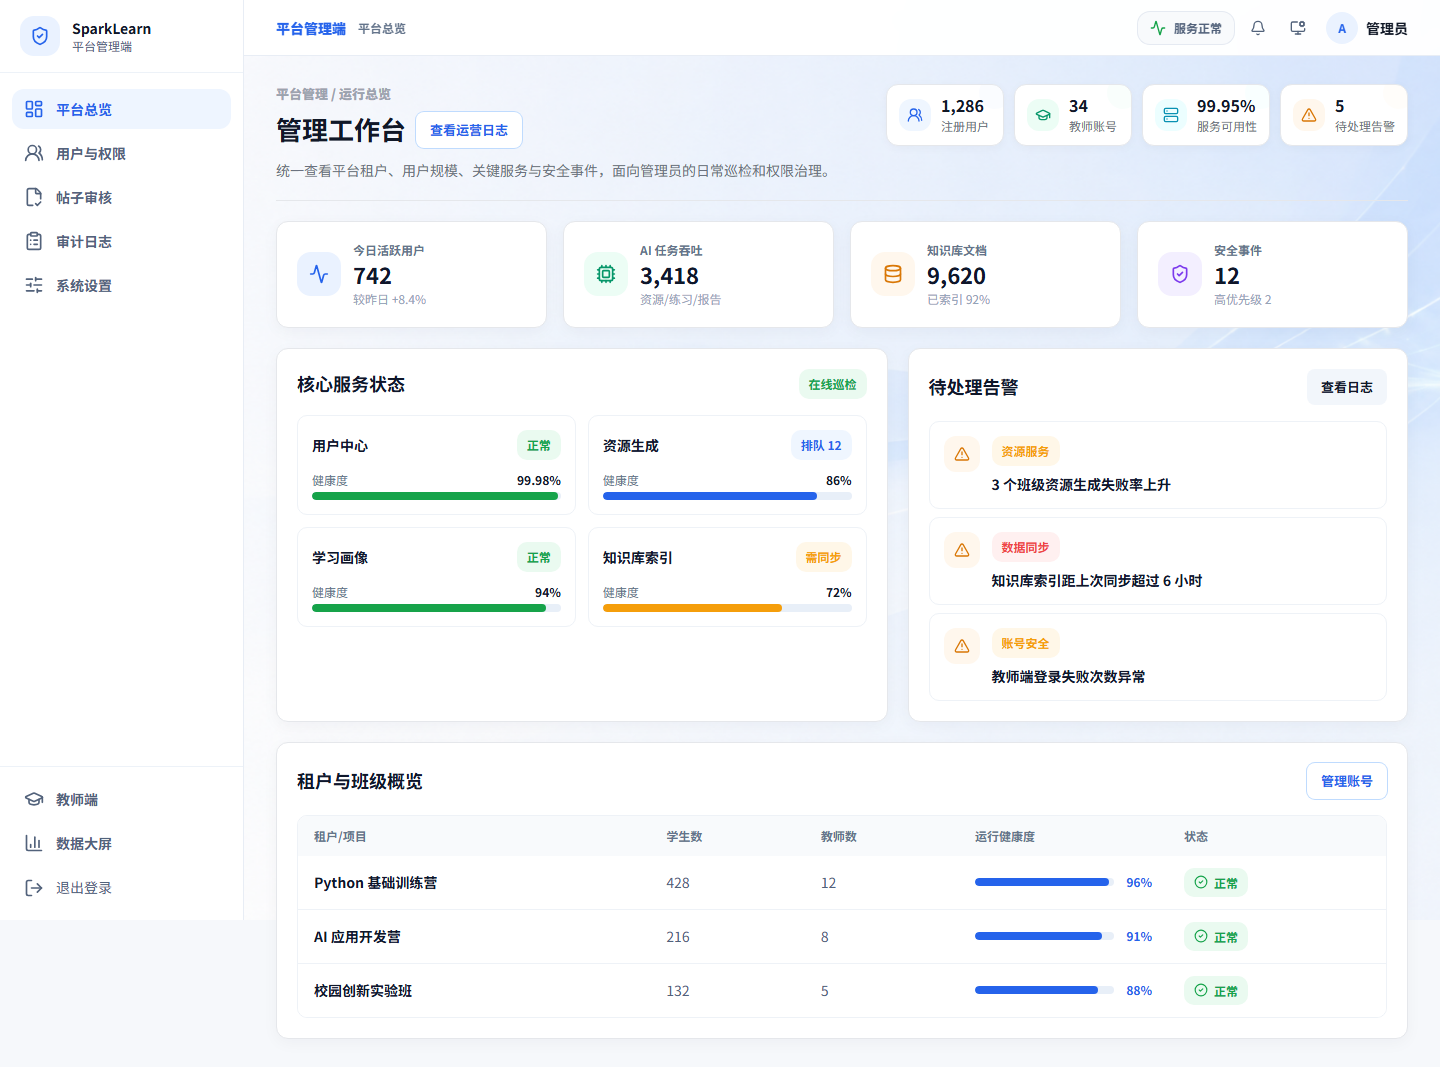 SparkLearn
平台管理端
平台总览
用户与权限
帖子审核
审计日志
系统设置
教师端
数据大屏
退出登录
平台管理端 平台总览
服务正常
A 管理员
平台管理 / 运行总览
管理工作台 查看运营日志
统一查看平台租户、用户规模、关键服务与安全事件，面向管理员的日常巡检和权限治理。
1,286
注册用户
34
教师账号
99.95%
服务可用性
5
待处理告警
今日活跃用户
742
较昨日 +8.4%
AI 任务吞吐
3,418
资源/练习/报告
知识库文档
9,620
已索引 92%
安全事件
12
高优先级 2
核心服务状态 在线巡检
用户中心 正常
健康度 99.98%
资源生成 排队 12
健康度 86%
学习画像 正常
健康度 94%
知识库索引 需同步
健康度 72%
待处理告警 查看日志
资源服务
3 个班级资源生成失败率上升
数据同步
知识库索引距上次同步超过 6 小时
账号安全
教师端登录失败次数异常
租户与班级概览 管理账号
租户/项目 学生数 教师数 运行健康度 状态
Python 基础训练营 428 12 96% 正常
AI 应用开发营 216 8 91% 正常
校园创新实验班 132 5 88% 正常